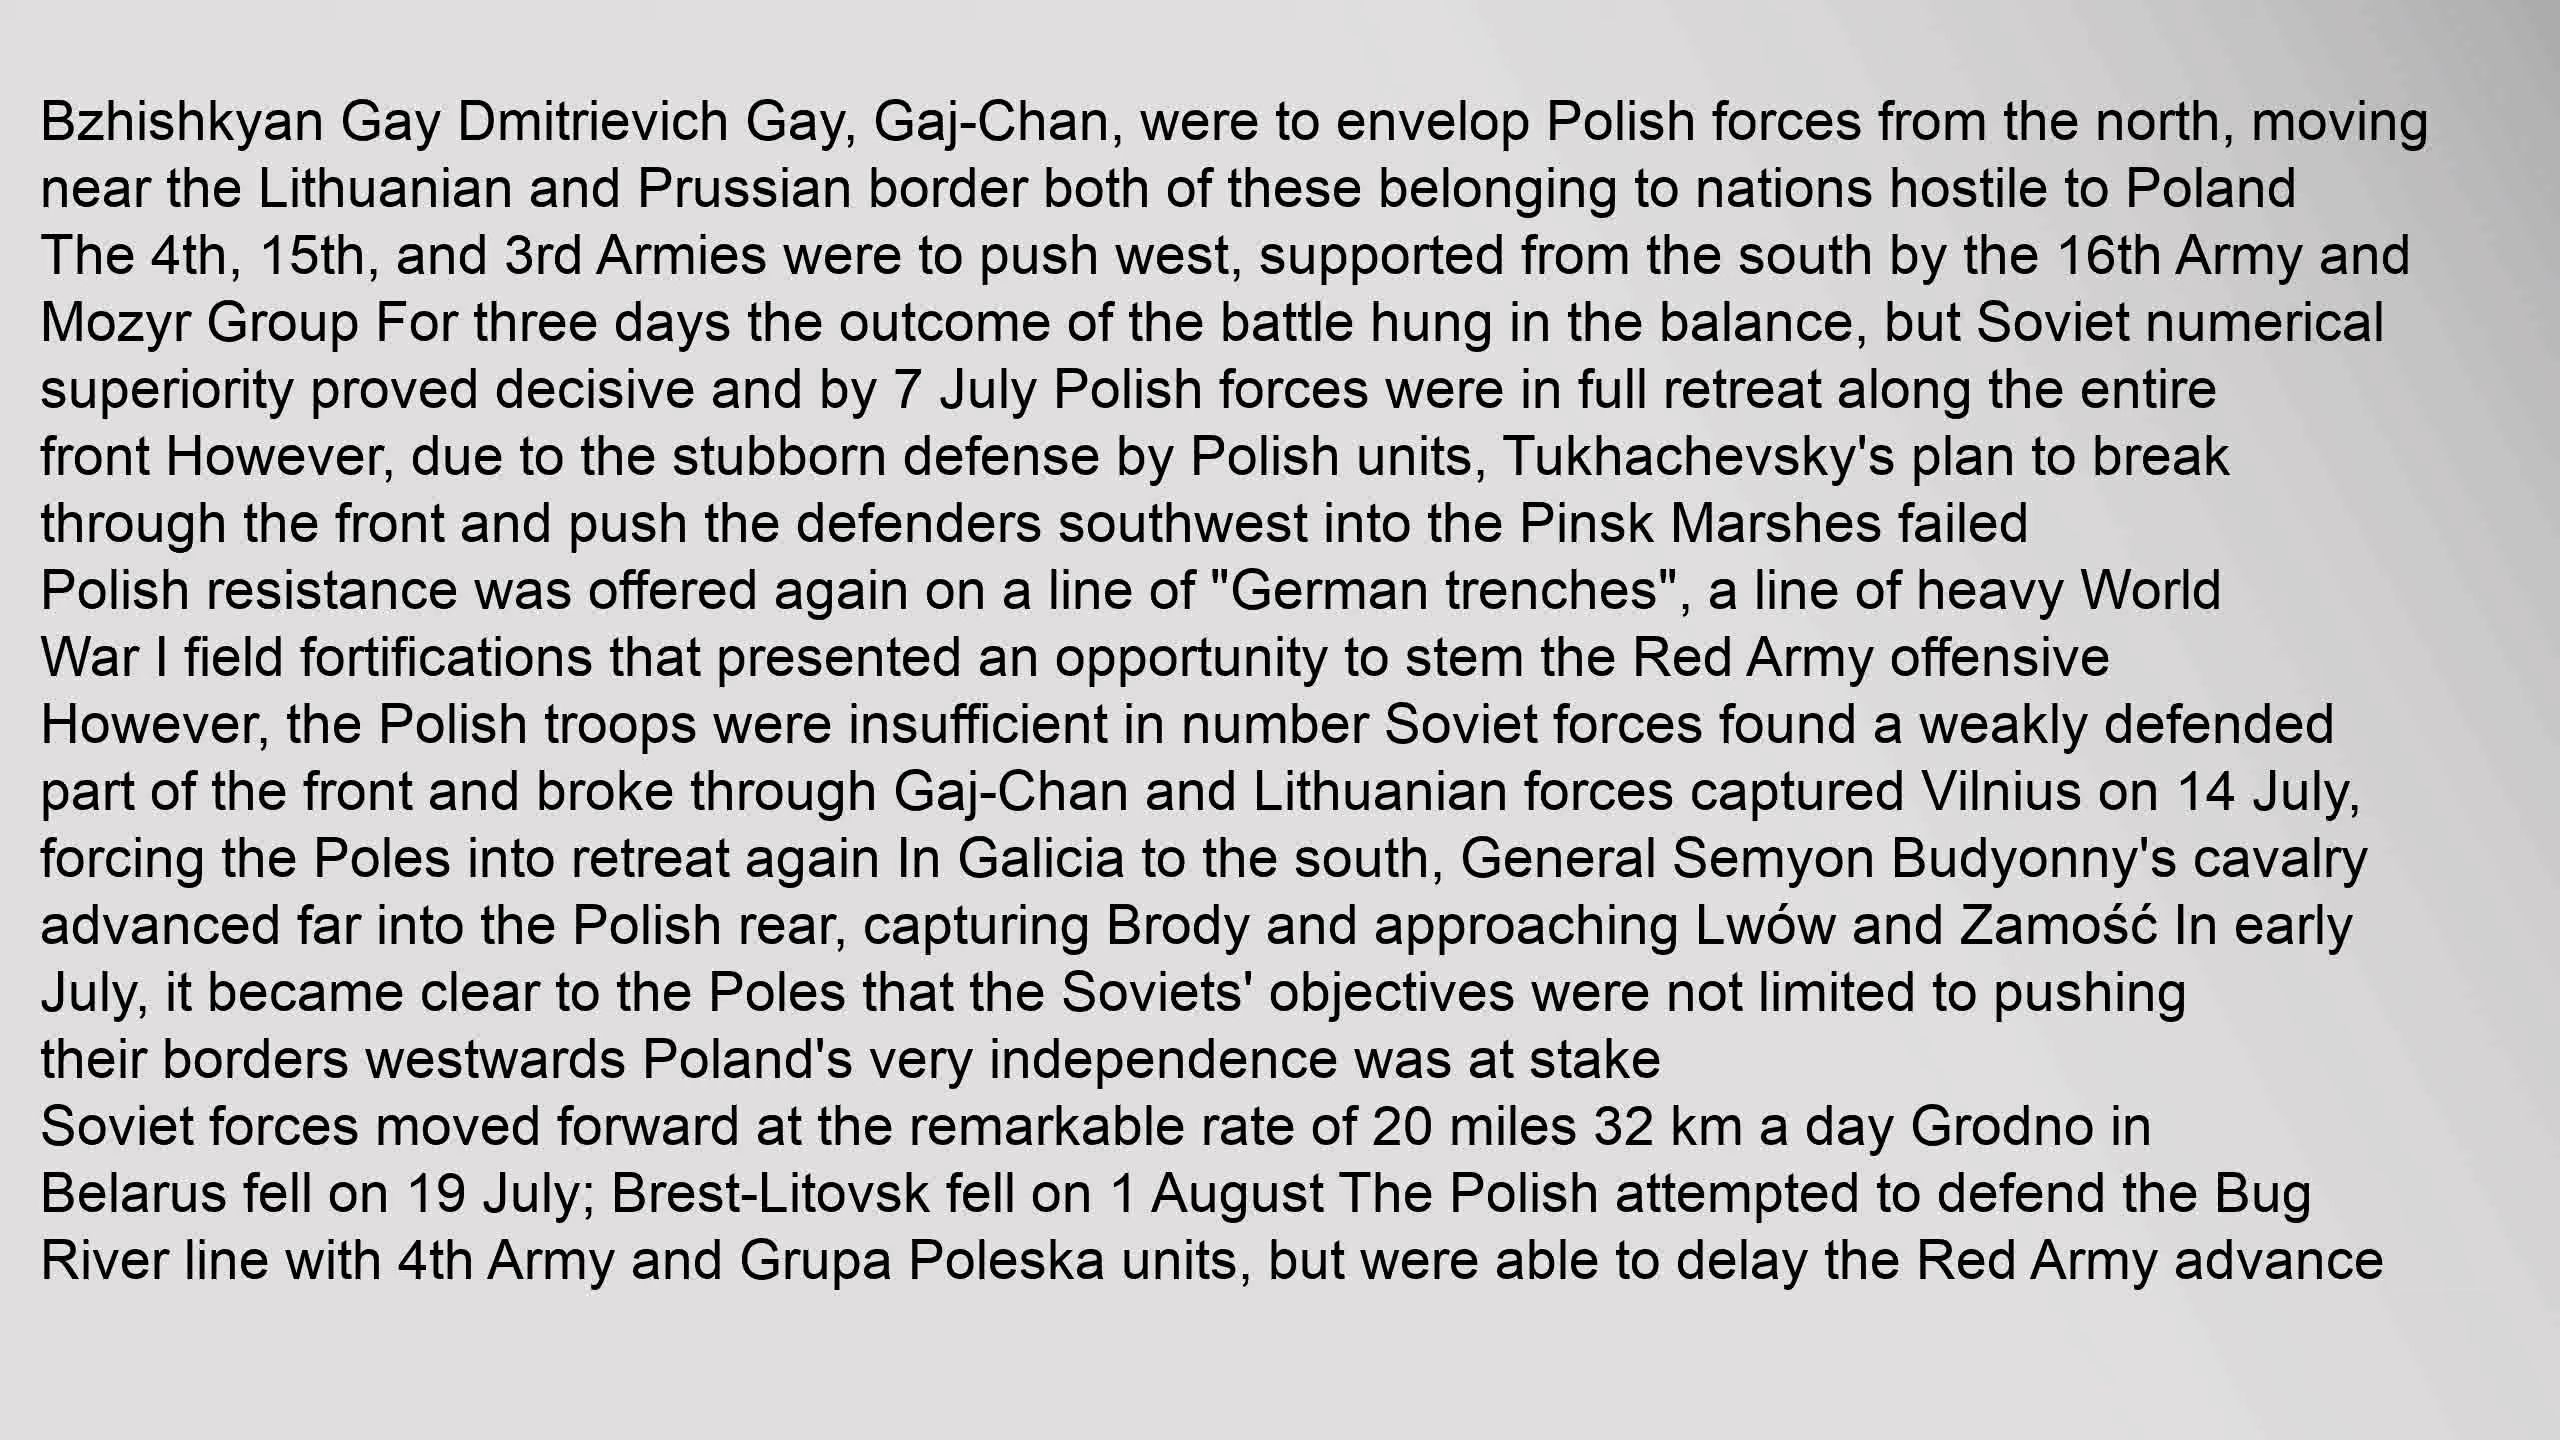 Bzhishkyan Gay Dmitrievich Gay, Gaj-Chan, were to envelop Polish forces from the north, moving
near the Lithuanian and Prussian border both of these belonging to nations hostile to Poland
The 4th, 15th, and 3rd Armies were to push west, supported from the south by the 16th Army and
Mozyr Group For three days the outcome of the battle hung in the balance, but Soviet numerical
superiority proved decisive and by 7 July Polish forces were in full retreat along the entire
front However, due to the stubborn defense by Polish units, Tukhachevsky's plan to break
through the front and push the defenders southwest into the Pinsk Marshes failed
Polish resistance was offered again on a line of "German trenches", a line of heavy World
War I field fortifications that presented an opportunity to stem the Red Army offensive
However, the Polish troops were insufficient in number Soviet forces found a weakly defended
part of the front and broke through Gaj-Chan and Lithuanian forces captured Vilnius on 14 July,
forcing the Poles into retreat again In Galicia to the south, General Semyon Budyonny's cavalry
advanced far into the Polish rear, capturing Brody and approaching Lwów and Zamość In early
July, it became clear to the Poles that the Soviets' objectives were not limited to pushing
their borders westwards Poland's very independence was at stake
Soviet forces moved forward at the remarkable rate of 20 miles 32 km a day Grodno in
Belarus fell on 19 July; Brest-Litovsk fell on 1 August The Polish attempted to defend the Bug
River line with 4th Army and Grupa Poleska units, but were able to delay the Red Army advance